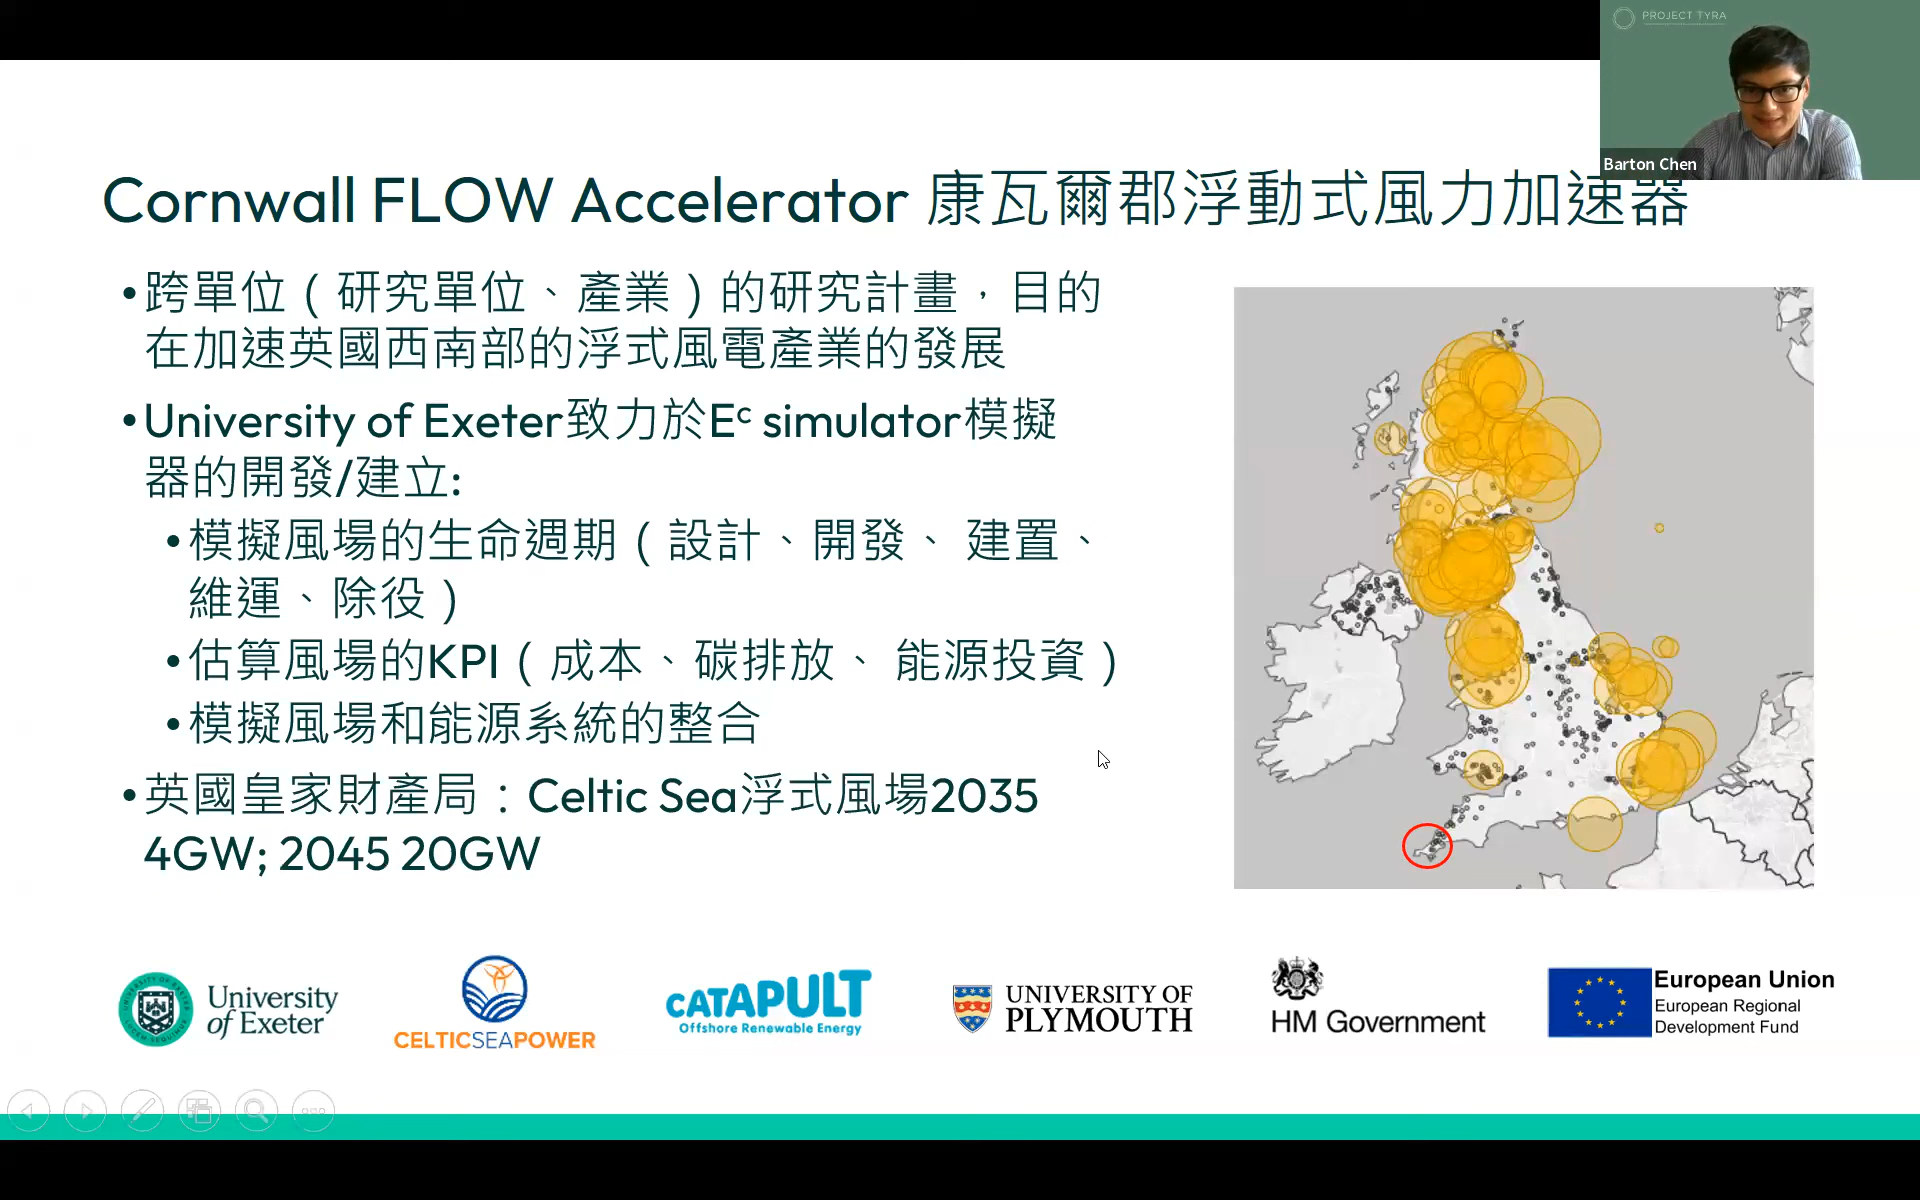 PROJECT TYRA
Barton Chen
Cornwall FLOW Accelerator 康瓦爾郡浮動式風力加速器
•跨單位（研究單位、產業）的研究計畫，目的
在加速英國西南部的浮式風電產業的發展
•University of Exeter致力於Eᶜ simulator模擬
器的開發/建立:
•模擬風場的生命週期（設計、開發、 建置、
維運、除役）
•估算風場的KPI（成本、碳排放、 能源投資）
•模擬風場和能源系統的整合
•英國皇家財產局：Celtic Sea浮式風場2035
4GW; 2045 20GW
University
of Exeter
CELTICSEAPOWER
CATAPULT
Offshore Renewable Energy
UNIVERSITY OF
PLYMOUTH
HM Government
European Union
European Regional
Development Fund